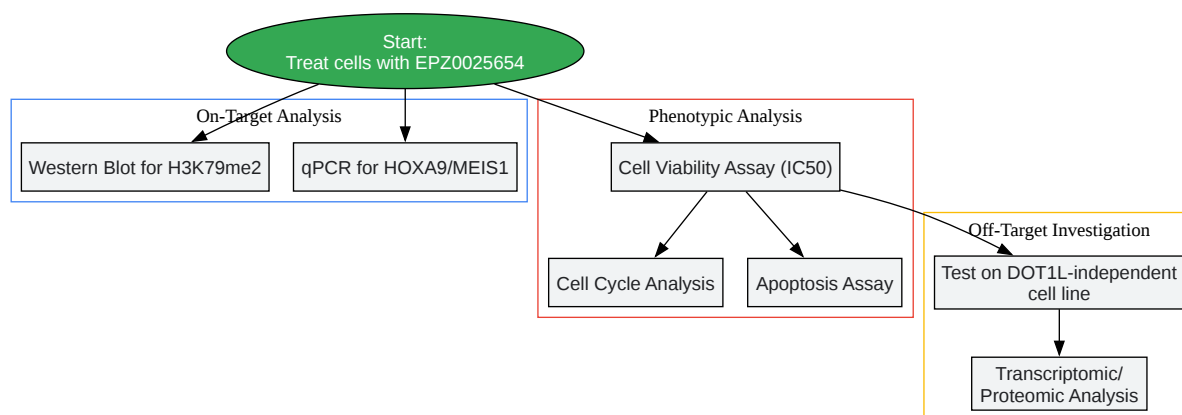 Start:
Treat cells with EPZ0025654
On-Target Analysis
Western Blot for H3K79me2
qPCR for HOXA9/MEIS1
Phenotypic Analysis
Cell Viability Assay (IC50)
Cell Cycle Analysis
Apoptosis Assay
Off-Target Investigation
Test on DOT1L-independent
cell line
Transcriptomic/
Proteomic Analysis